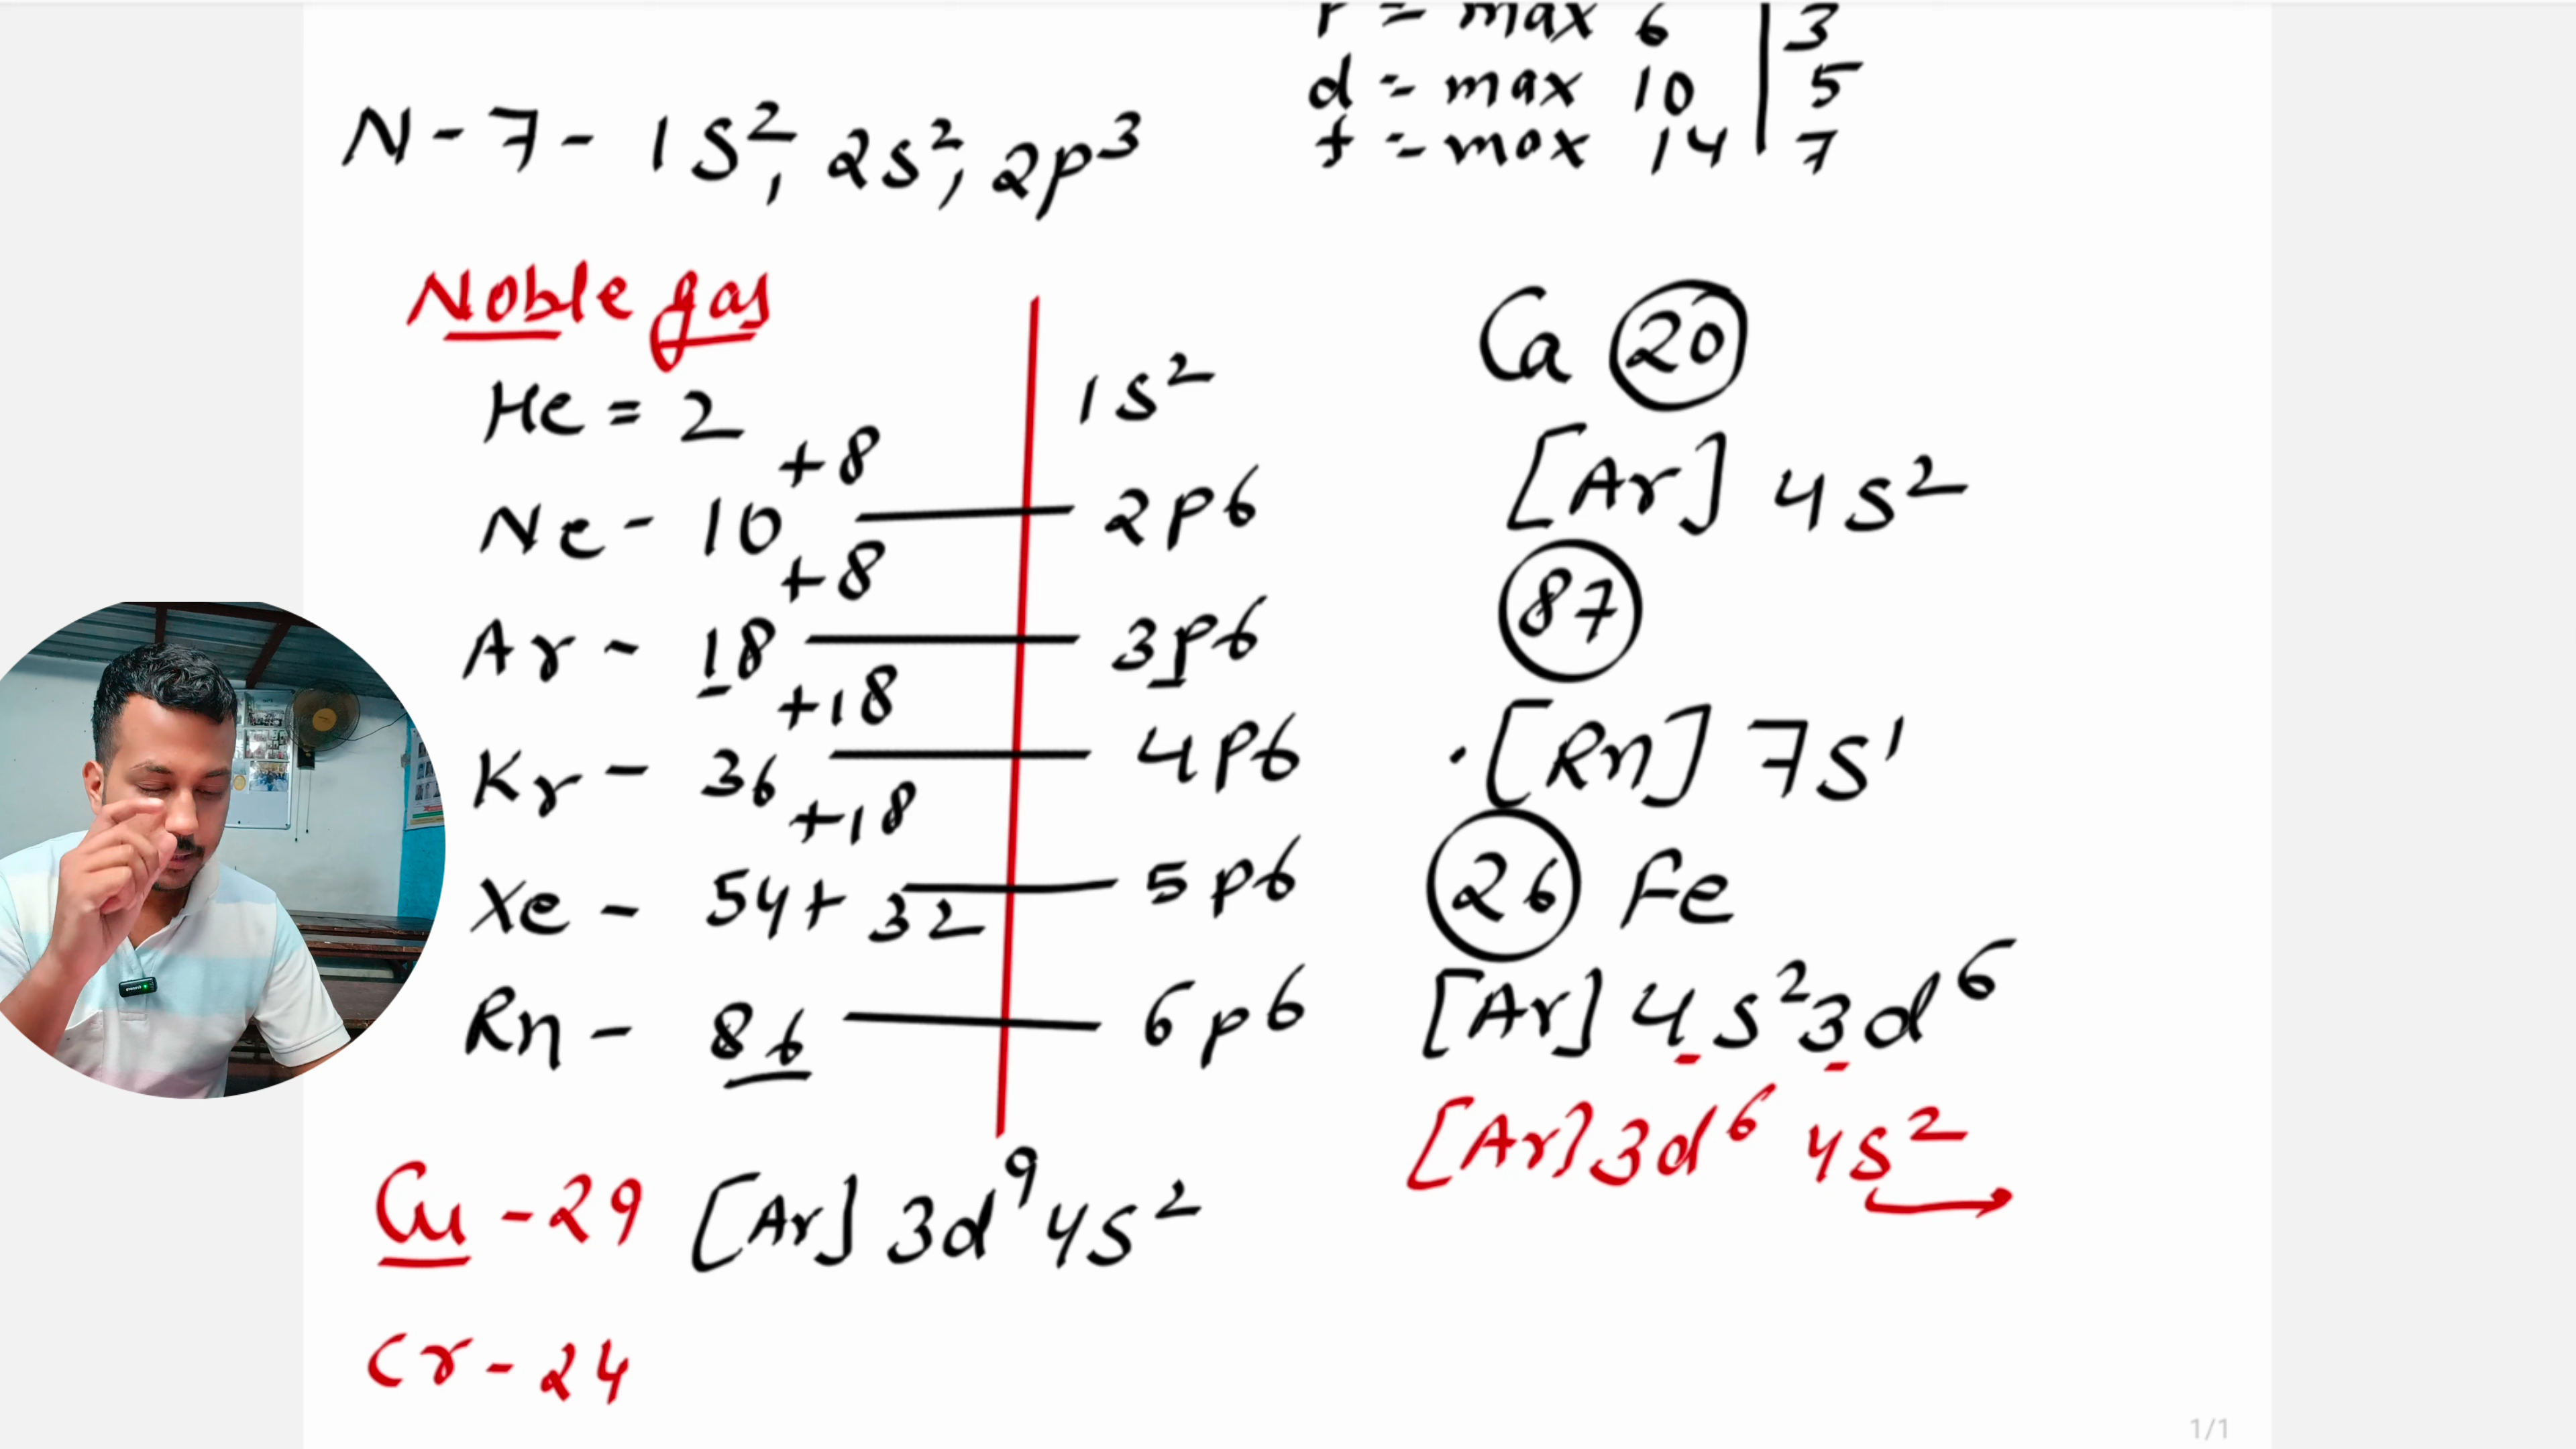 p = max 6 | 3
d = max 10 | 5
f = max 14 | 7
N - 7 - 1s², 2s², 2p³
Noble gas
He = 2 1s²
+8
Ne - 10 — 2p6
+8
Ar - 18 — 3p6
+18
Kr - 36 — 4p6
+18
Xe - 54 + 32 — 5p6
Rn - 86 — 6p6
Ca 20
[Ar] 4s²
87
[Rn] 7s¹
26 Fe
[Ar] 4s² 3d⁶
[Ar] 3d⁶ 4s²
Cu - 29 [Ar] 3d⁹ 4s²
Cr - 24
1/1